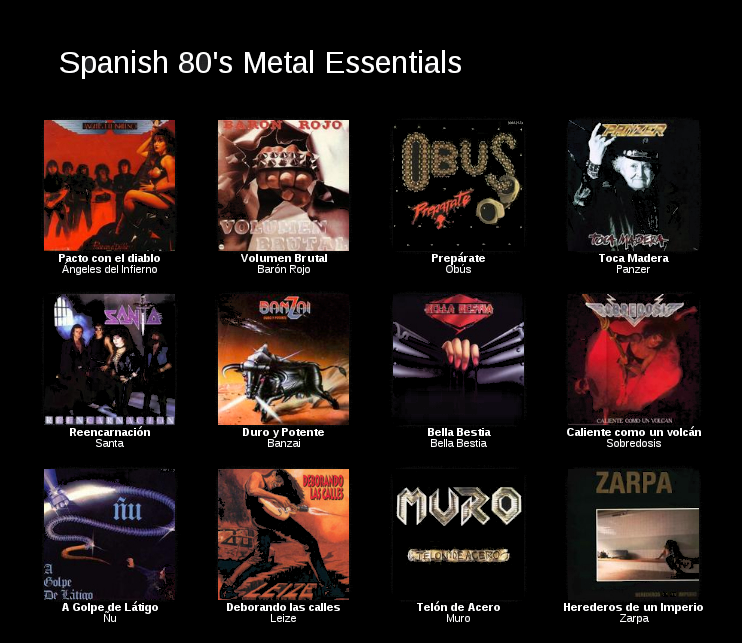 Spanish 80's Metal Essentials
BARON ROJO
VOLUMEN
BRUTAL
OBUS
Prepárate
PANZER
TOCA MADERA
Pacto con el diablo
Ángeles del Infierno
Volumen Brutal
Barón Rojo
Prepárate
Obús
Toca Madera
Panzer
SANTA
REENCARNACION
BANZAI
BELLA BESTIA
SOBREDOSIS
CALIENTE COMO UN VOLCAN
Reencarnación
Santa
Duro y Potente
Banzai
Bella Bestia
Bella Bestia
Caliente como un volcán
Sobredosis
ñu
A
Golpe
De Látigo
DEBORANDO
LAS CALLES
LEIZE
MURO
TELON DE ACERO
ZARPA
A Golpe de Látigo
Ñu
Deborando las calles
Leize
Telón de Acero
Muro
Herederos de un Imperio
Zarpa